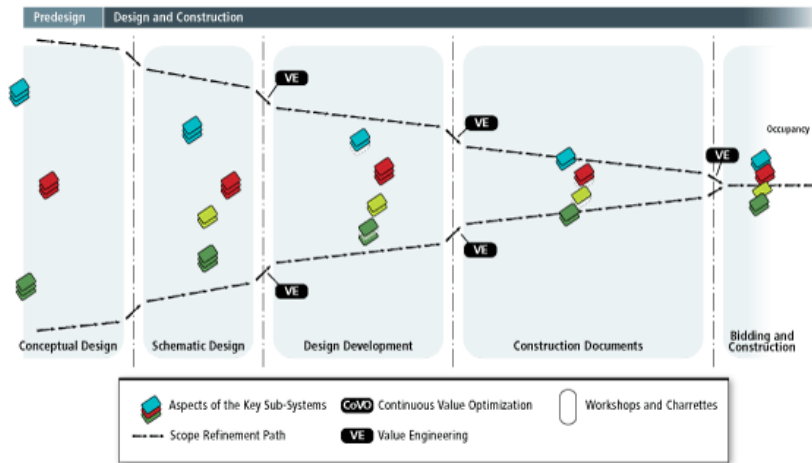 Predesign
Design and Construction
VE
VE
VE
Occupancy
VE
VE
Conceptual Design
Schematic Design
Design Development
Construction Documents
Bidding and
Construction
Aspects of the Key Sub-Systems
CoVO Continuous Value Optimization
Workshops and Charrettes
Scope Refinement Path
VE Value Engineering